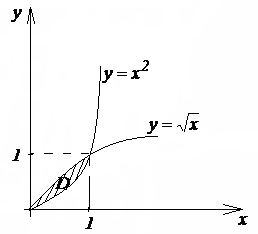 y
y = x²
y = √x
1
D
1
x